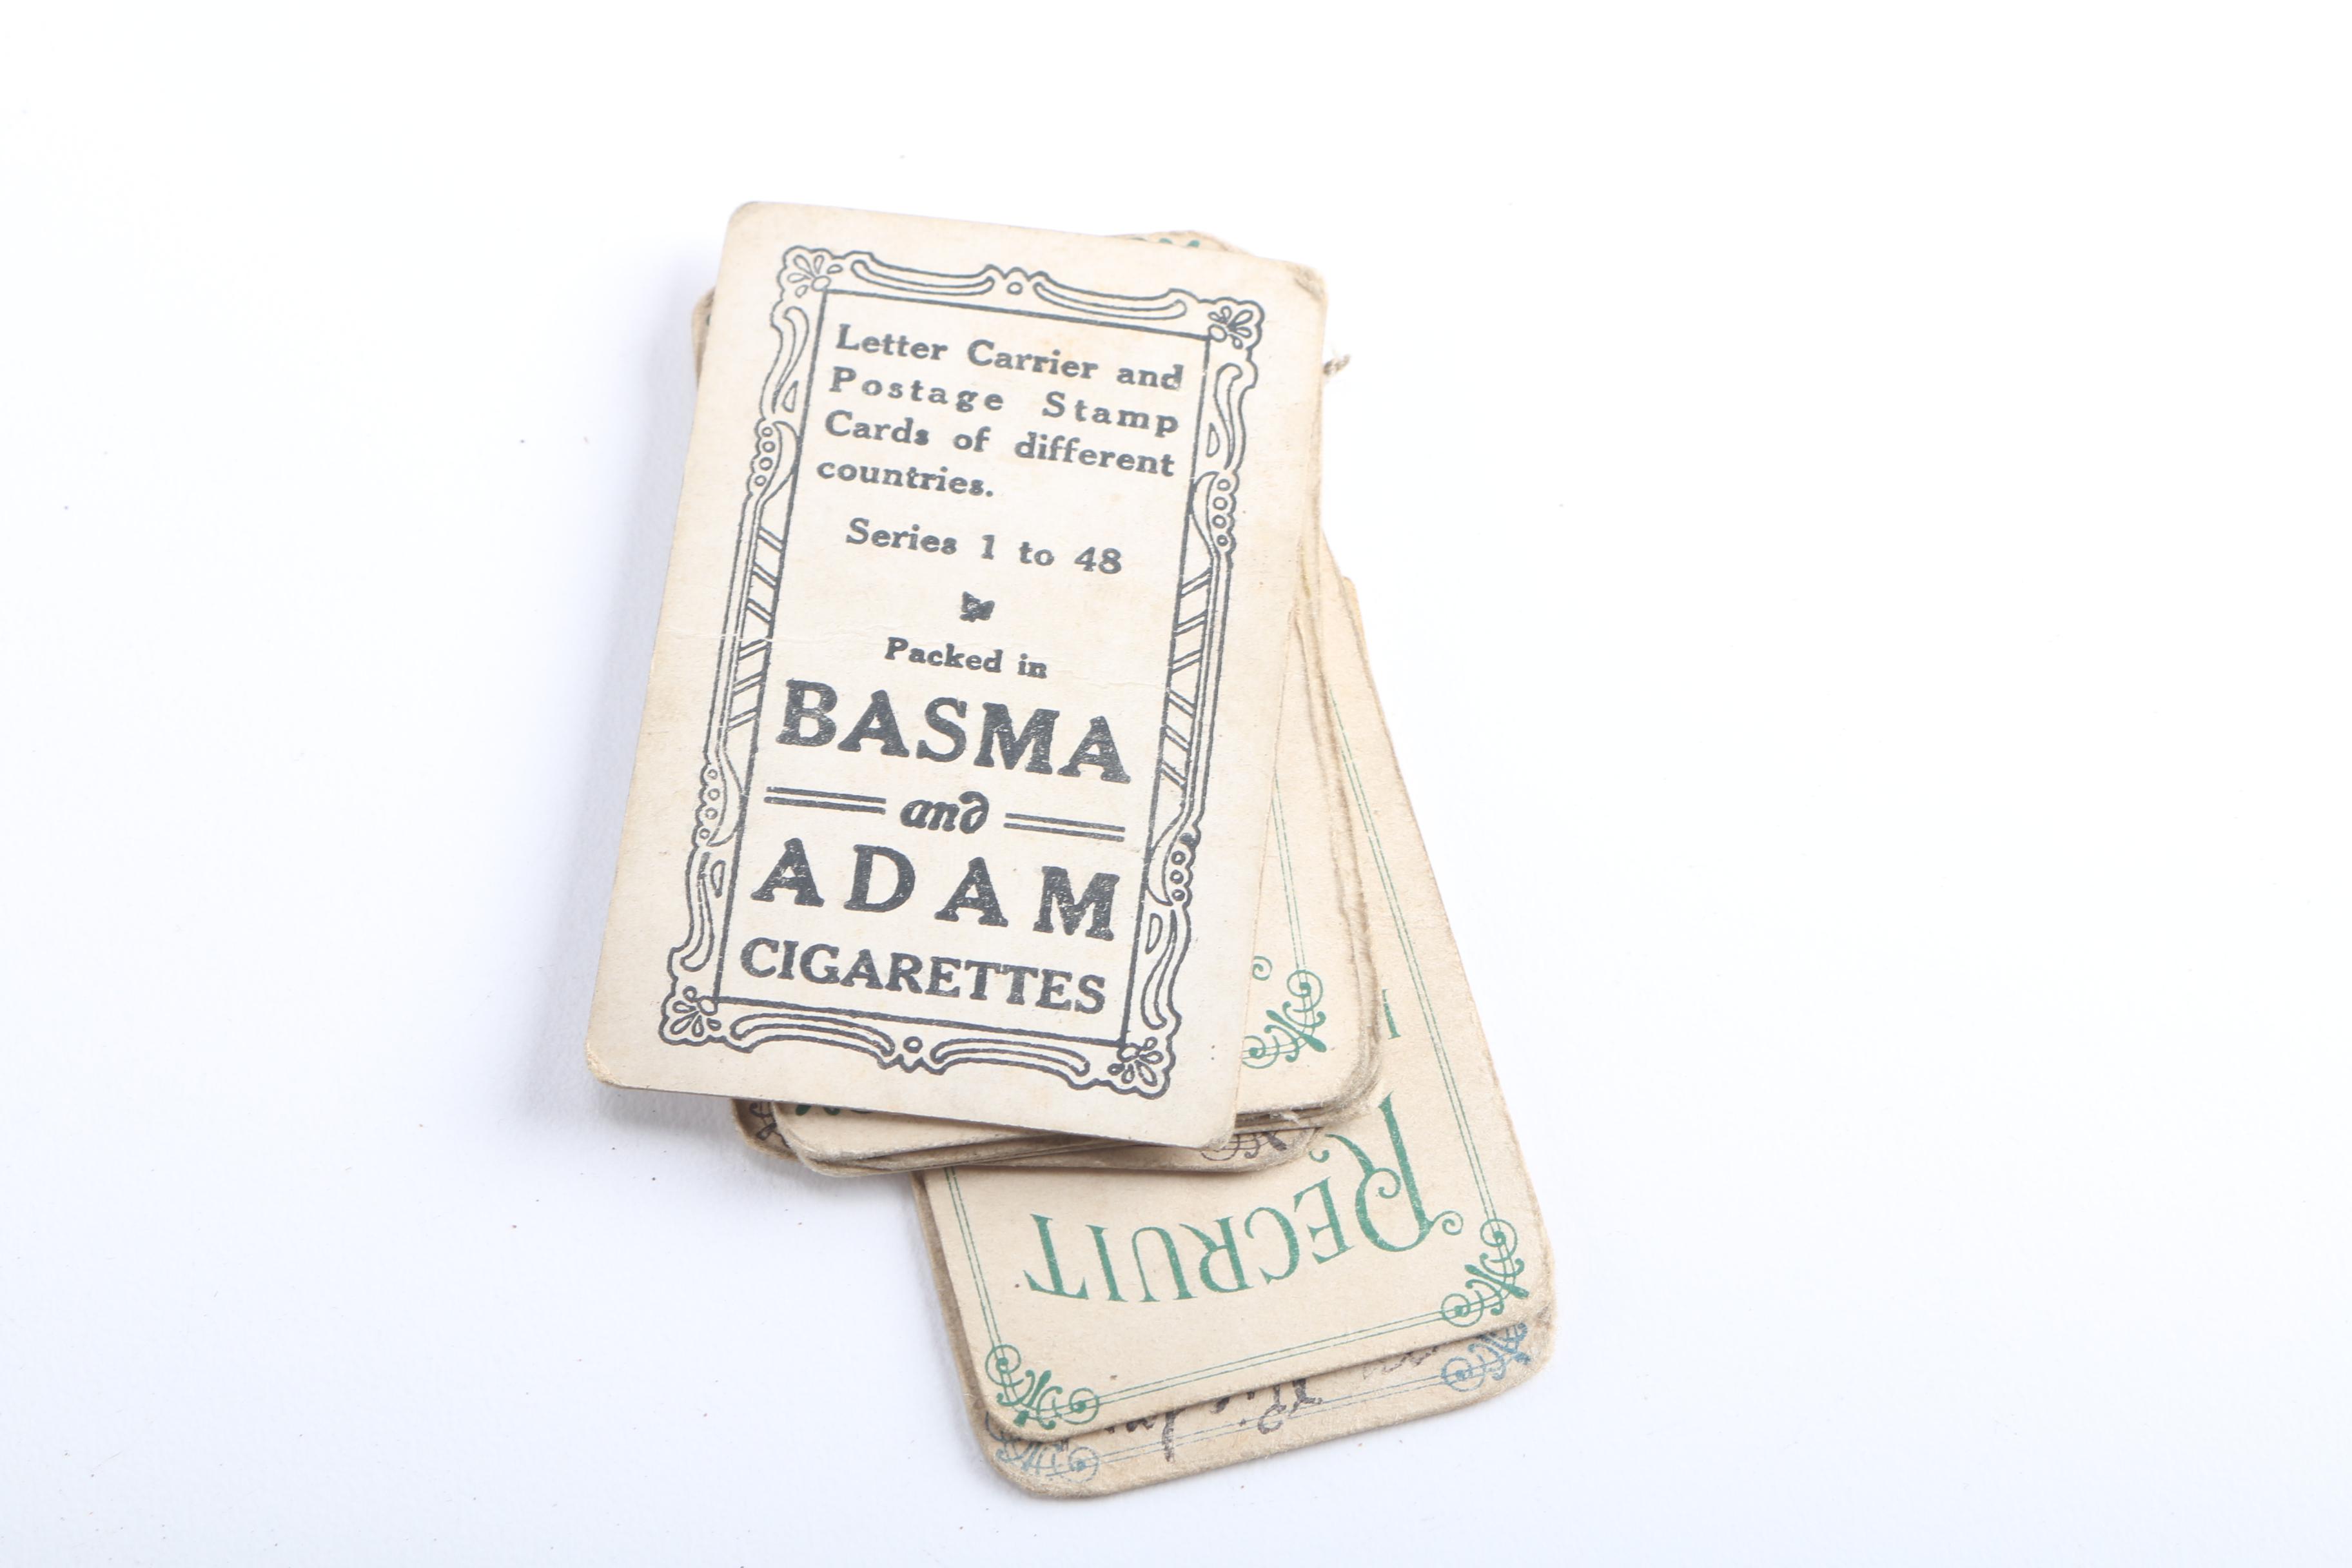 Letter Carrier and
Postage Stamp
Cards of different
countries.
Series 1 to 48
Packed in
BASMA
and
ADAM
CIGARETTES
RECRUIT